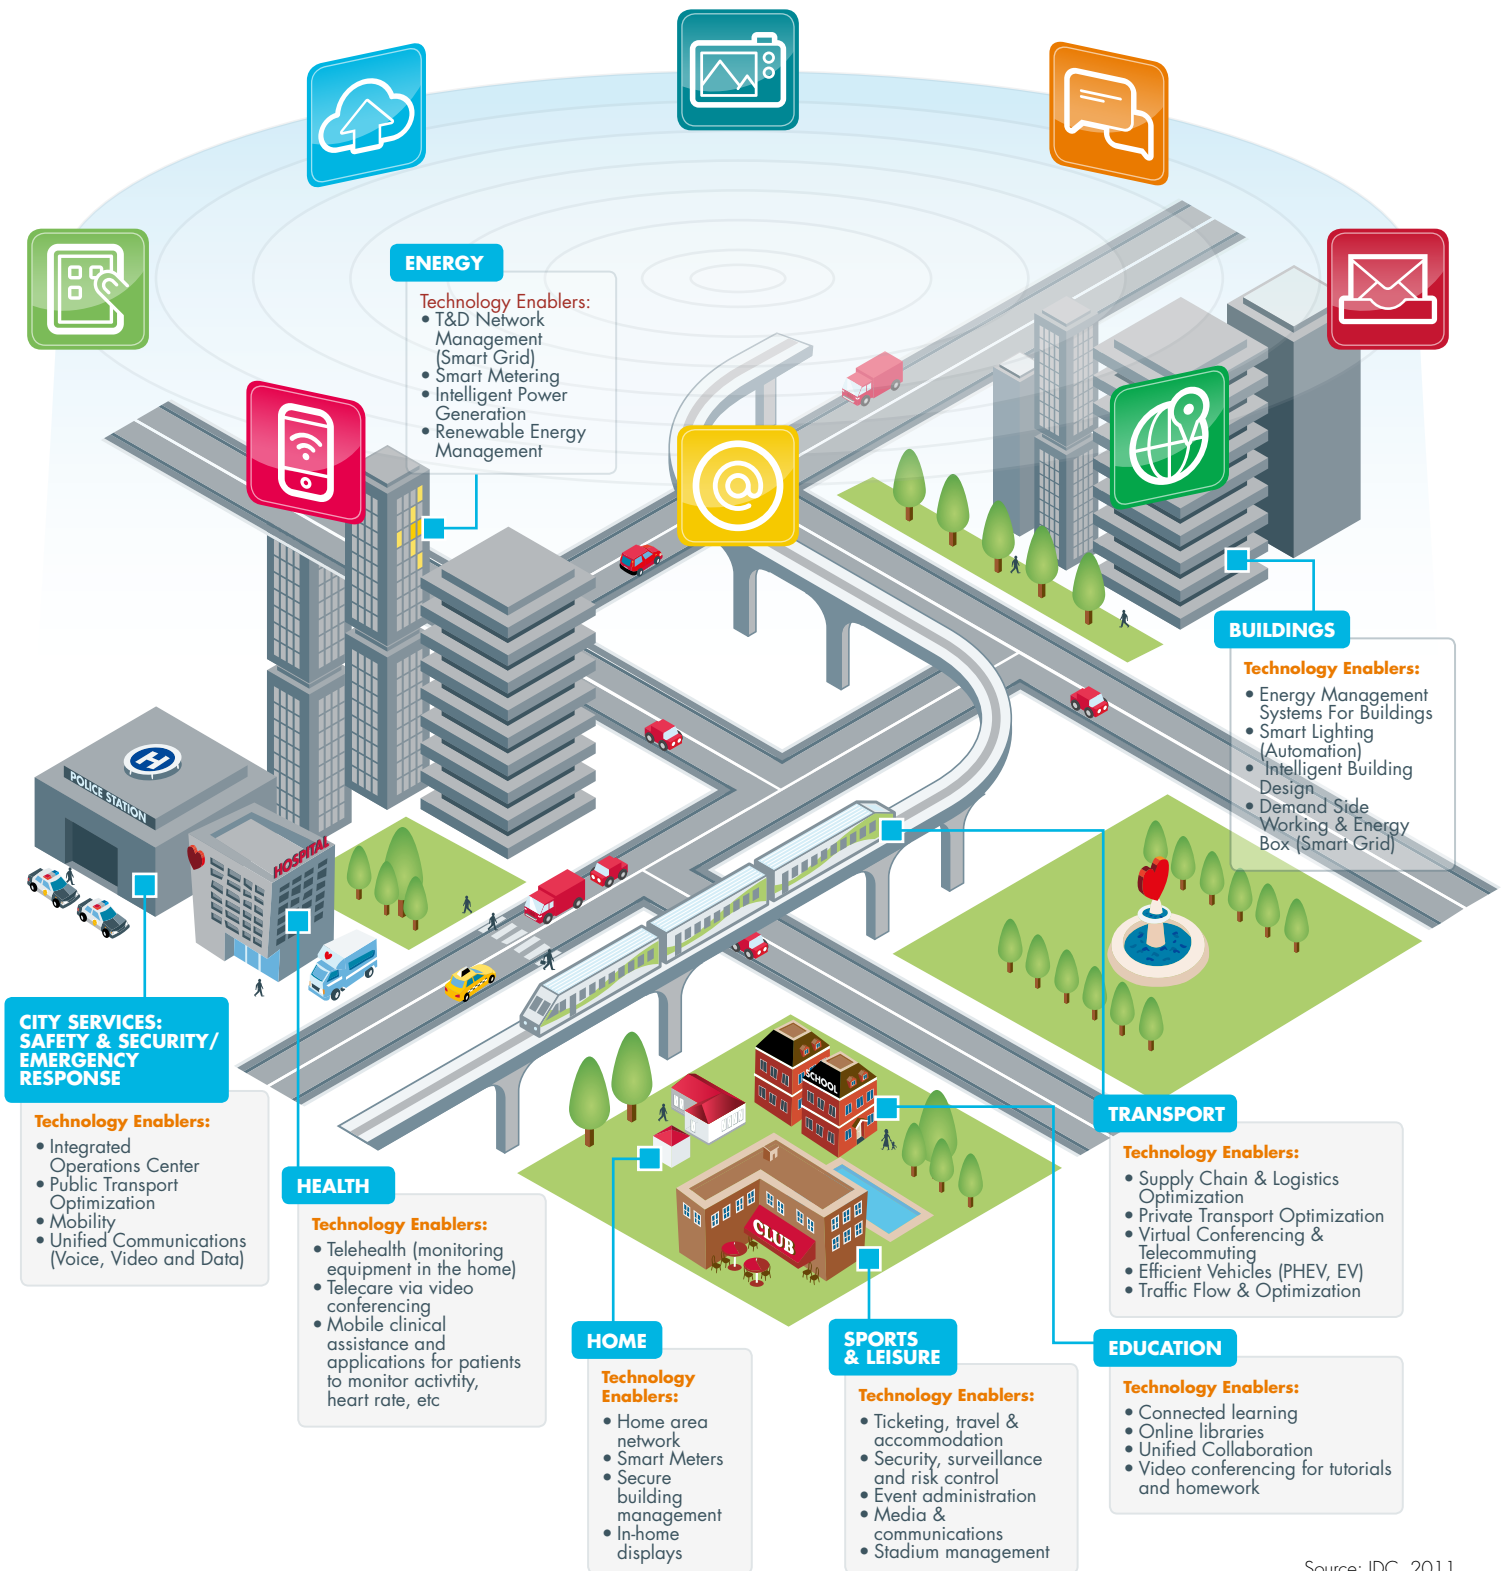 ENERGY
Technology Enablers:
• T&D Network
Management
(Smart Grid)
• Smart Metering
• Intelligent Power
Generation
• Renewable Energy
Management
BUILDINGS
Technology Enablers:
• Energy Management
Systems For Buildings
• Smart Lighting
(Automation)
• Intelligent Building
Design
• Demand Side
Working & Energy
Box (Smart Grid)
H
POLICE STATION
HOSPITAL
CITY SERVICES:
SAFETY & SECURITY/
EMERGENCY
RESPONSE
Technology Enablers:
• Integrated
Operations Center
• Public Transport
Optimization
• Mobility
• Unified Communications
(Voice, Video and Data)
HEALTH
Technology Enablers:
• Telehealth (monitoring
equipment in the home)
• Telecare via video
conferencing
• Mobile clinical
assistance and
applications for patients
to monitor activtity,
heart rate, etc
SCHOOL
CLUB
HOME
Technology
Enablers:
• Home area
network
• Smart Meters
• Secure
building
management
• In-home
displays
SPORTS
& LEISURE
Technology Enablers:
• Ticketing, travel &
accommodation
• Security, surveillance
and risk control
• Event administration
• Media &
communications
• Stadium management
TRANSPORT
Technology Enablers:
• Supply Chain & Logistics
Optimization
• Private Transport Optimization
• Virtual Conferencing &
Telecommuting
• Efficient Vehicles (PHEV, EV)
• Traffic Flow & Optimization
EDUCATION
Technology Enablers:
• Connected learning
• Online libraries
• Unified Collaboration
• Video conferencing for tutorials
and homework
Source: IDC, 2011